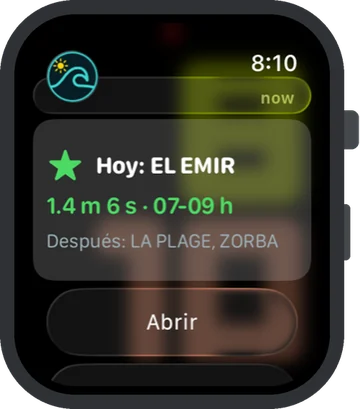 8:10
now
Hoy: EL EMIR
1.4 m 6 s · 07-09 h
Después: LA PLAGE, ZORBA
Abrir